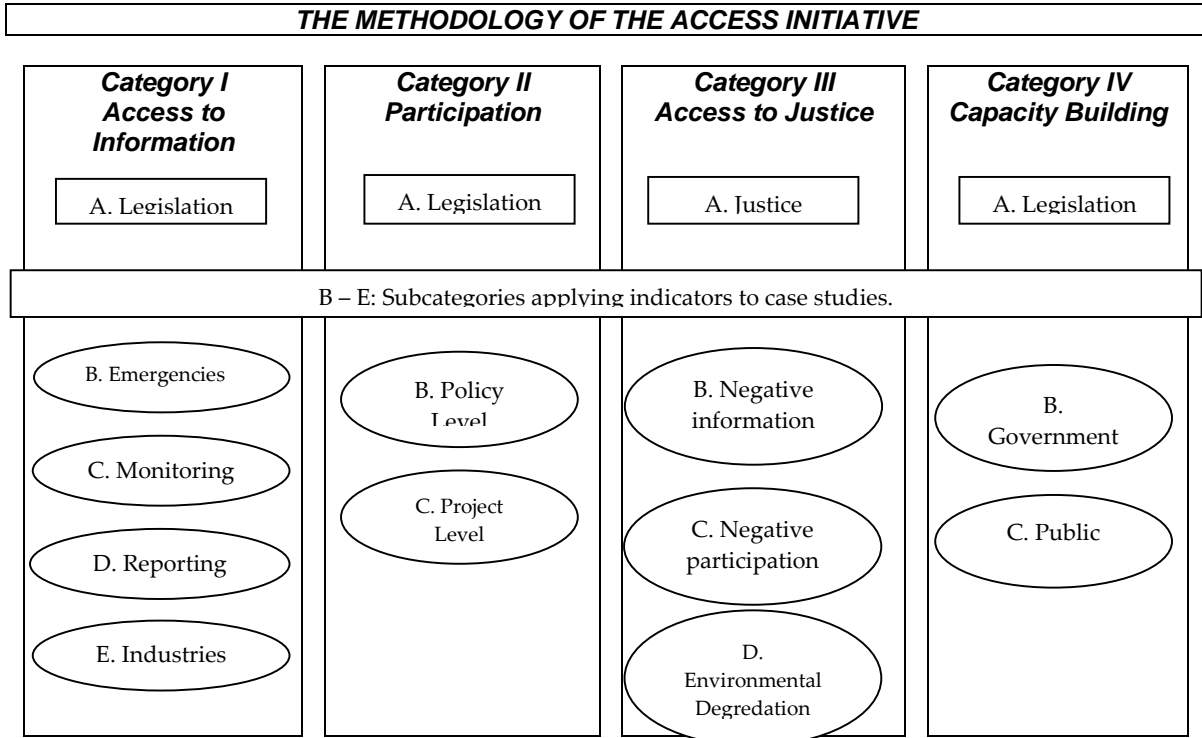 THE METHODOLOGY OF THE ACCESS INITIATIVE
Category I
Access to
Information
A. Legislation
Category II
Participation
A. Legislation
Category III
Access to Justice
A. Justice
Category IV
Capacity Building
A. Legislation
B – E: Subcategories applying indicators to case studies.
B. Emergencies
C. Monitoring
D. Reporting
E. Industries
B. Policy
Level
C. Project
Level
B. Negative
information
C. Negative
participation
D.
Environmental
Degredation
B.
Government
C. Public